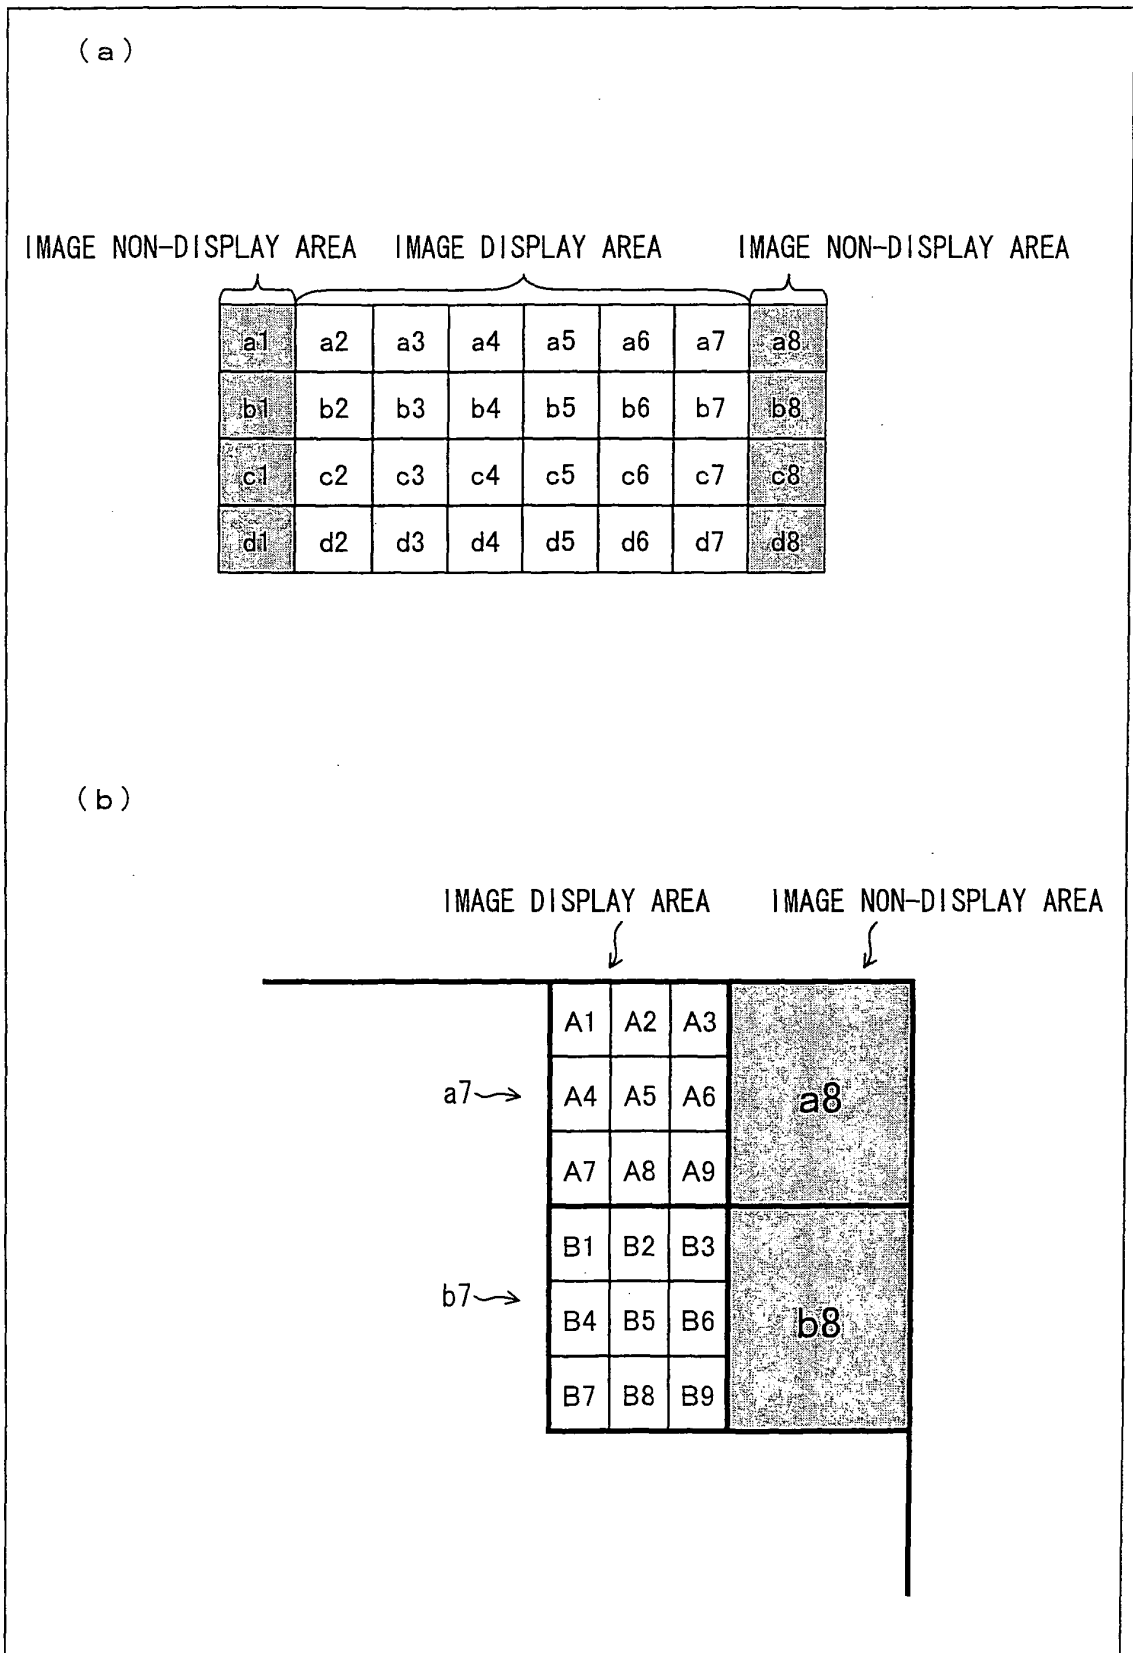 (a)
IMAGE NON-DISPLAY AREA IMAGE DISPLAY AREA IMAGE NON-DISPLAY AREA
a1 a2 a3 a4 a5 a6 a7 a8
b1 b2 b3 b4 b5 b6 b7 b8
c1 c2 c3 c4 c5 c6 c7 c8
d1 d2 d3 d4 d5 d6 d7 d8
(b)
IMAGE DISPLAY AREA IMAGE NON-DISPLAY AREA
A1 A2 A3
a7 A4 A5 A6 a8
A7 A8 A9
B1 B2 B3
b7 B4 B5 B6 b8
B7 B8 B9